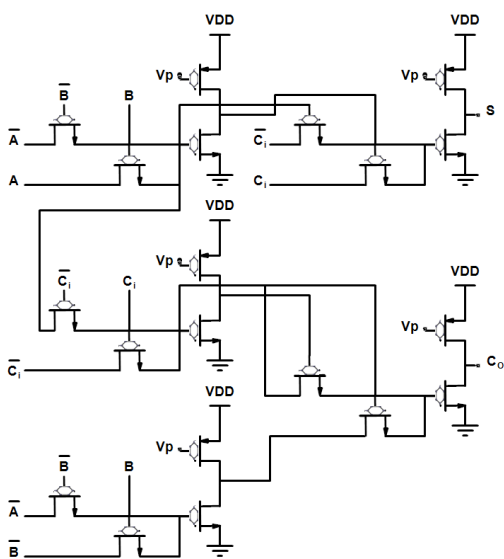 VDD VDD
B̅ B Vp Vp S
A̅ C̅i
A Ci
VDD
C̅i Ci Vp VDD
Vp
C̅i Co
VDD
B̅ B Vp
A̅
B̅